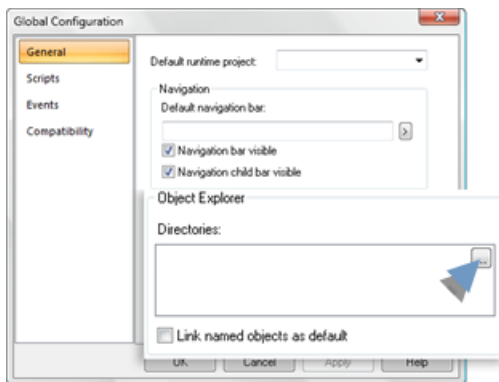 Global Configuration
General
Scripts
Events
Compatibility
Default runtime project:
Navigation
Default navigation bar:
>
Navigation bar visible
Navigation child bar visible
Object Explorer
Directories:
...
Link named objects as default
OK
Cancel
Apply
Help